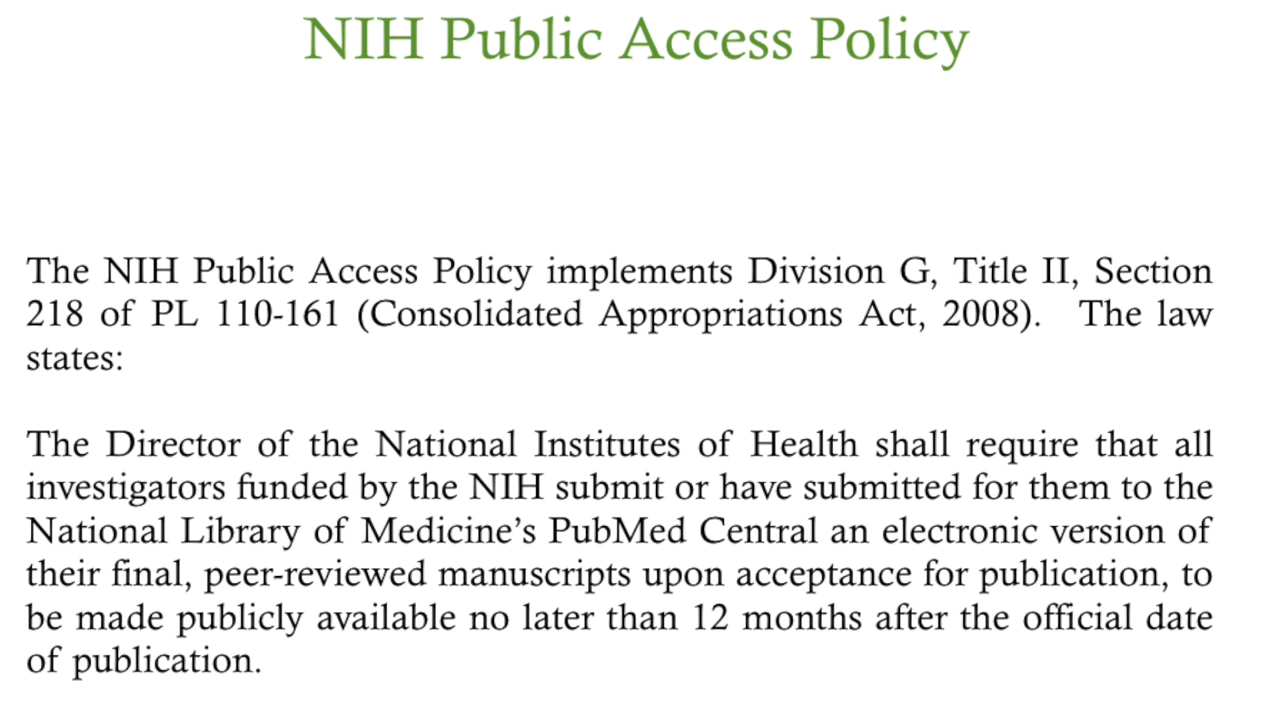 NIH Public Access Policy
The NIH Public Access Policy implements Division G, Title II, Section
218 of PL 110-161 (Consolidated Appropriations Act, 2008).  The law
states:
The Director of the National Institutes of Health shall require that all
investigators funded by the NIH submit or have submitted for them to the
National Library of Medicine’s PubMed Central an electronic version of
their final, peer-reviewed manuscripts upon acceptance for publication, to
be made publicly available no later than 12 months after the official date
of publication.